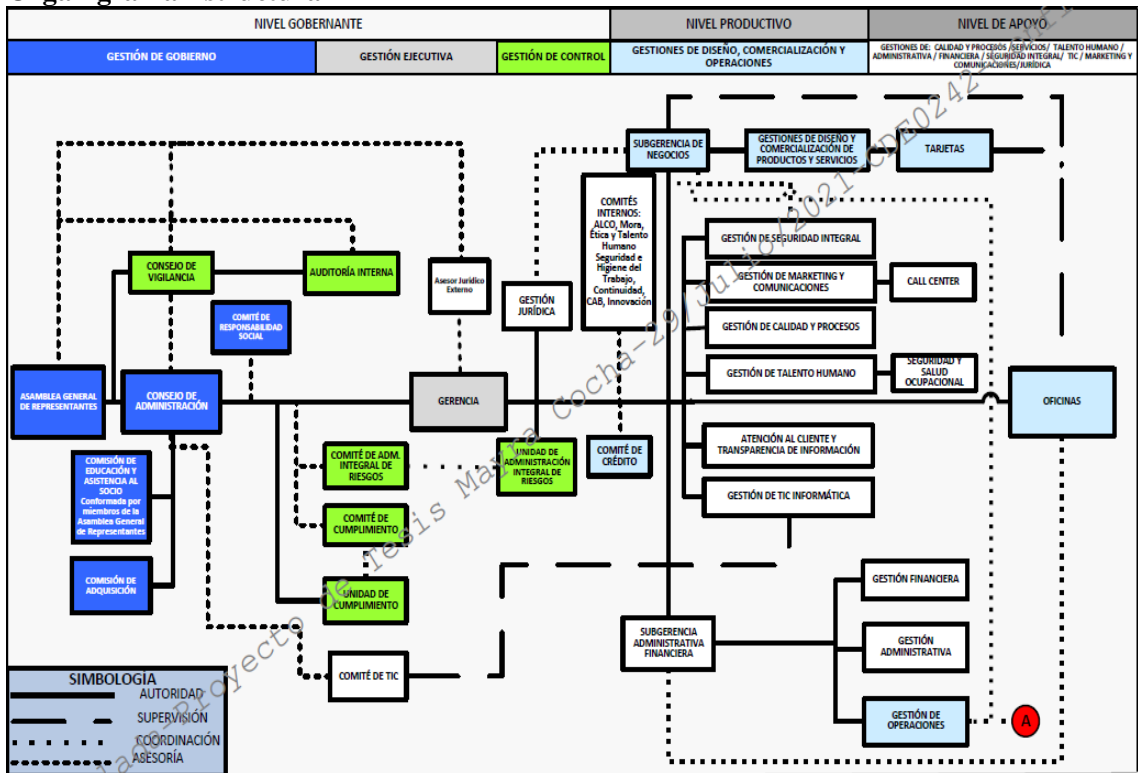 NIVEL GOBERNANTE
NIVEL PRODUCTIVO
NIVEL DE APOYO
GESTIÓN DE GOBIERNO
GESTIÓN EJECUTIVA
GESTIÓN DE CONTROL
GESTIONES DE DISEÑO, COMERCIALIZACIÓN Y
OPERACIONES
GESTIONES DE: CALIDAD Y PROCESOS /SERVICIOS/ TALENTO HUMANO /
ADMINISTRATIVA / FINANCIERA / SEGURIDAD INTEGRAL/ TIC / MARKETING Y
COMUNICACIONES/JURÍDICA
SUBGERENCIA DE
NEGOCIOS
GESTIONES DE DISEÑO Y
COMERCIALIZACIÓN DE
PRODUCTOS Y SERVICIOS
TARJETAS
COMITÉS
INTERNOS:
ALCO, Mora,
Ética y Talento
Humano
Seguridad e
Higiene del
Trabajo,
Continuidad,
CAB, Innovación
GESTIÓN DE SEGURIDAD INTEGRAL
CONSEJO DE
VIGILANCIA
AUDITORÍA INTERNA
Asesor Jurídico
Externo
GESTIÓN
JURÍDICA
GESTIÓN DE MARKETING Y
COMUNICACIONES
CALL CENTER
COMITÉ DE
RESPONSABILIDAD
SOCIAL
GESTIÓN DE CALIDAD Y PROCESOS
GESTIÓN DE TALENTO HUMANO
SEGURIDAD Y
SALUD
OCUPACIONAL
ASAMBLEA GENERAL
DE REPRESENTANTES
CONSEJO DE
ADMINISTRACIÓN
GERENCIA
OFICINAS
COMITÉ DE ADM.
INTEGRAL DE
RIESGOS
UNIDAD DE
ADMINISTRACIÓN
INTEGRAL DE
RIESGOS
COMITÉ DE
CRÉDITO
ATENCIÓN AL CLIENTE Y
TRANSPARENCIA DE INFORMACIÓN
COMISIÓN DE
EDUCACIÓN Y
ASISTENCIA AL
SOCIO
Conformada por
miembros de la
Asamblea General
de Representantes
GESTIÓN DE TIC INFORMÁTICA
COMITÉ DE
CUMPLIMIENTO
COMISIÓN DE
ADQUISICIÓN
UNIDAD DE
CUMPLIMIENTO
GESTIÓN FINANCIERA
SUBGERENCIA
ADMINISTRATIVA
FINANCIERA
GESTIÓN
ADMINISTRATIVA
COMITÉ DE TIC
GESTIÓN DE
OPERACIONES
A
SIMBOLOGÍA
AUTORIDAD
SUPERVISIÓN
COORDINACIÓN
ASESORÍA
Proyecto de Tesis Mayra Cocha-29/Julio/2021-CDE0242